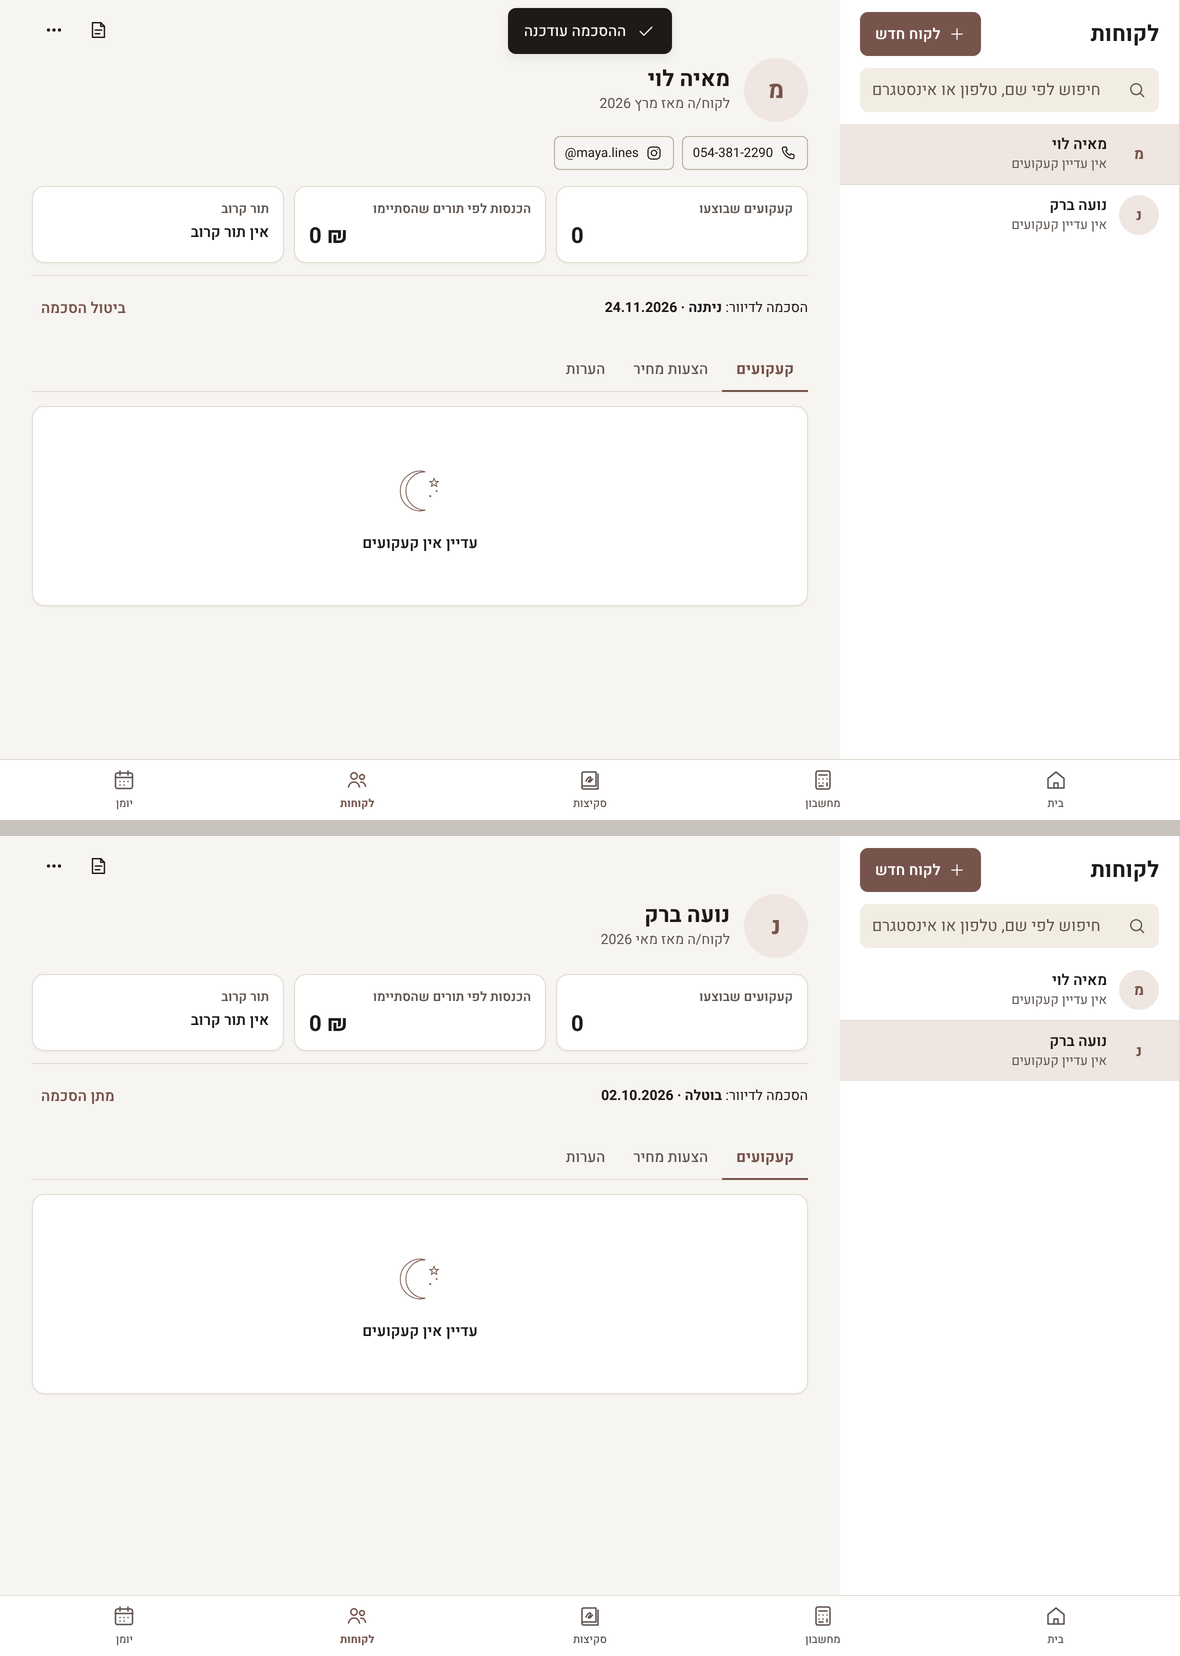 לקוחות
לקוח חדש
חיפוש לפי שם, טלפון או אינסטגרם
מ
מאיה לוי
אין עדיין קעקועים
נ
נועה ברק
אין עדיין קעקועים
ההסכמה עודכנה
מ
מאיה לוי
לקוח/ה מאז מרץ 2026
054-381-2290
@maya.lines
קעקועים שבוצעו
0
הכנסות לפי תורים שהסתיימו
0 ₪
תור קרוב
אין תור קרוב
הסכמה לדיוור: ניתנה · 24.11.2026
ביטול הסכמה
קעקועים
הצעות מחיר
הערות
עדיין אין קעקועים
בית
מחשבון
סקיצות
לקוחות
יומן
לקוחות
לקוח חדש
חיפוש לפי שם, טלפון או אינסטגרם
מ
מאיה לוי
אין עדיין קעקועים
נ
נועה ברק
אין עדיין קעקועים
נ
נועה ברק
לקוח/ה מאז מאי 2026
קעקועים שבוצעו
0
הכנסות לפי תורים שהסתיימו
0 ₪
תור קרוב
אין תור קרוב
הסכמה לדיוור: בוטלה · 02.10.2026
מתן הסכמה
קעקועים
הצעות מחיר
הערות
עדיין אין קעקועים
בית
מחשבון
סקיצות
לקוחות
יומן